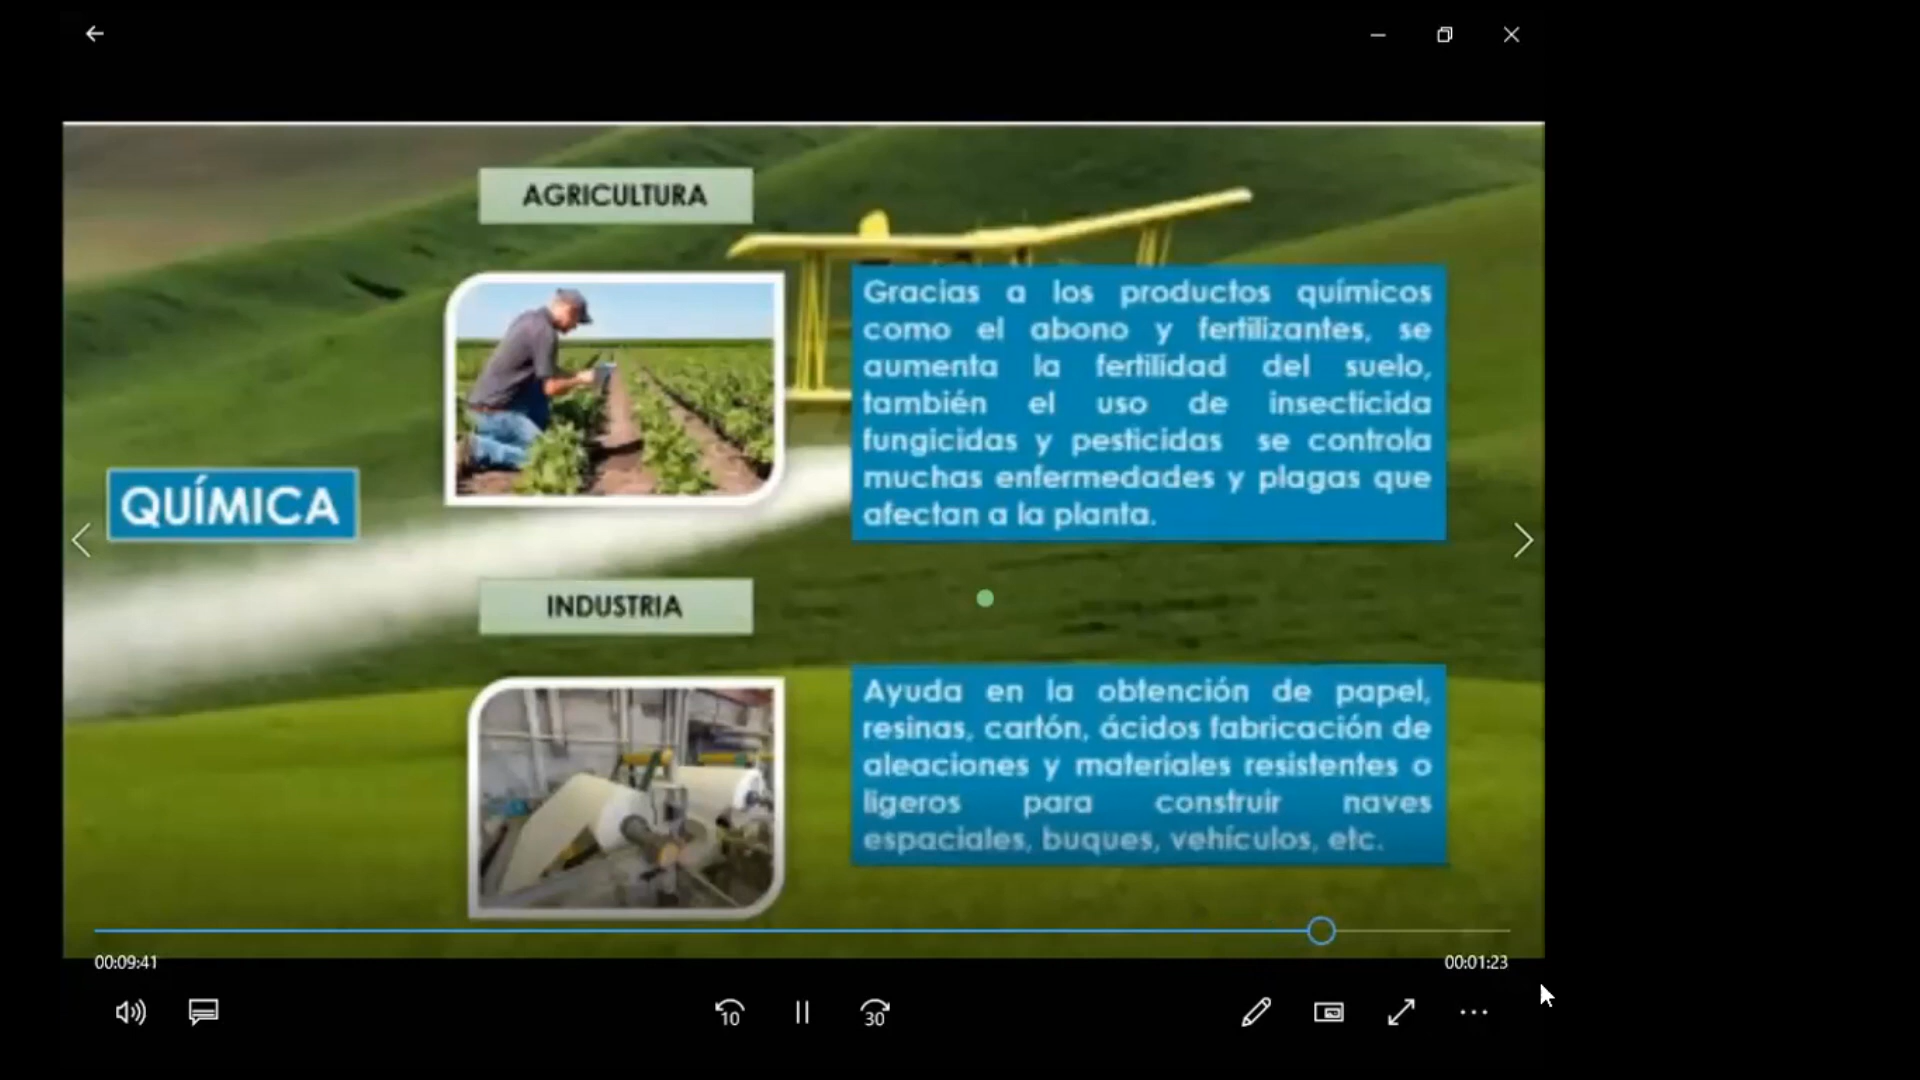 AGRICULTURA
Gracias a los productos químicos
como el abono y fertilizantes, se
aumenta la fertilidad del suelo,
también el uso de insecticida
fungicidas y pesticidas se controla
muchas enfermedades y plagas que
afectan a la planta.
QUÍMICA
INDUSTRIA
Ayuda en la obtención de papel,
resinas, cartón, ácidos fabricación de
aleaciones y materiales resistentes o
ligeros para construir naves
espaciales, buques, vehículos, etc.
00:09:41
00:01:23
10
30